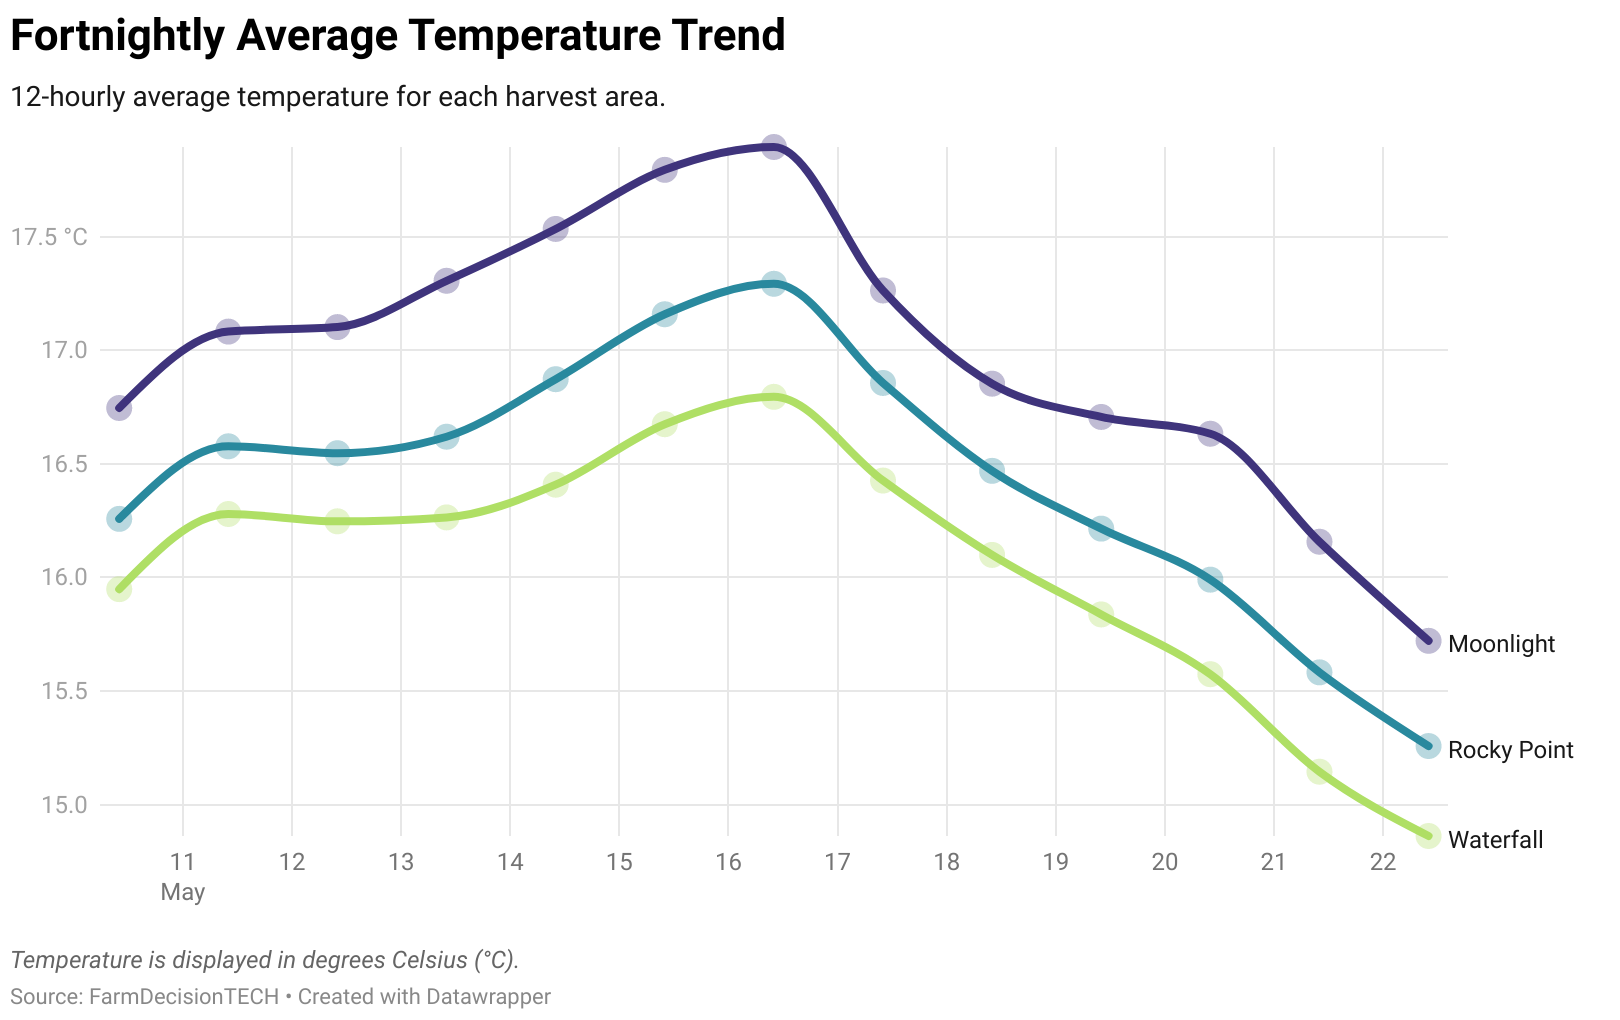 Fortnightly Average Temperature Trend
12-hourly average temperature for each harvest area.
17.5 °C
17.0
16.5
16.0
15.5
15.0
Moonlight
Rocky Point
Waterfall
11 12 13 14 15 16 17 18 19 20 21 22
May
Temperature is displayed in degrees Celsius (°C).
Source: FarmDecisionTECH • Created with Datawrapper